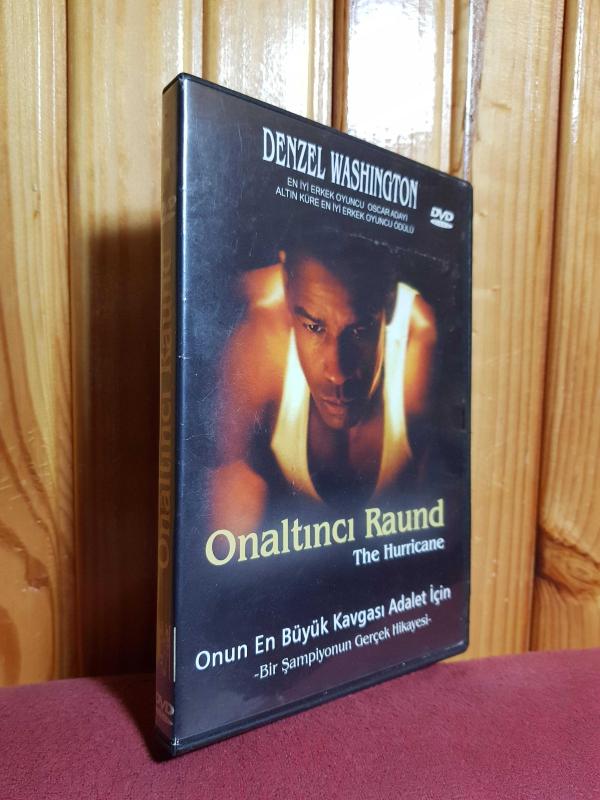 DENZEL WASHINGTON
EN İYİ ERKEK OYUNCU OSCAR ADAYI
ALTIN KÜRE EN İYİ ERKEK OYUNCU ÖDÜLÜ
DVD
Onaltıncı Raund
The Hurricane
Onun En Büyük Kavgası Adalet İçin
-Bir Şampiyonun Gerçek Hikayesi-
Onaltıncı Raund
DVD